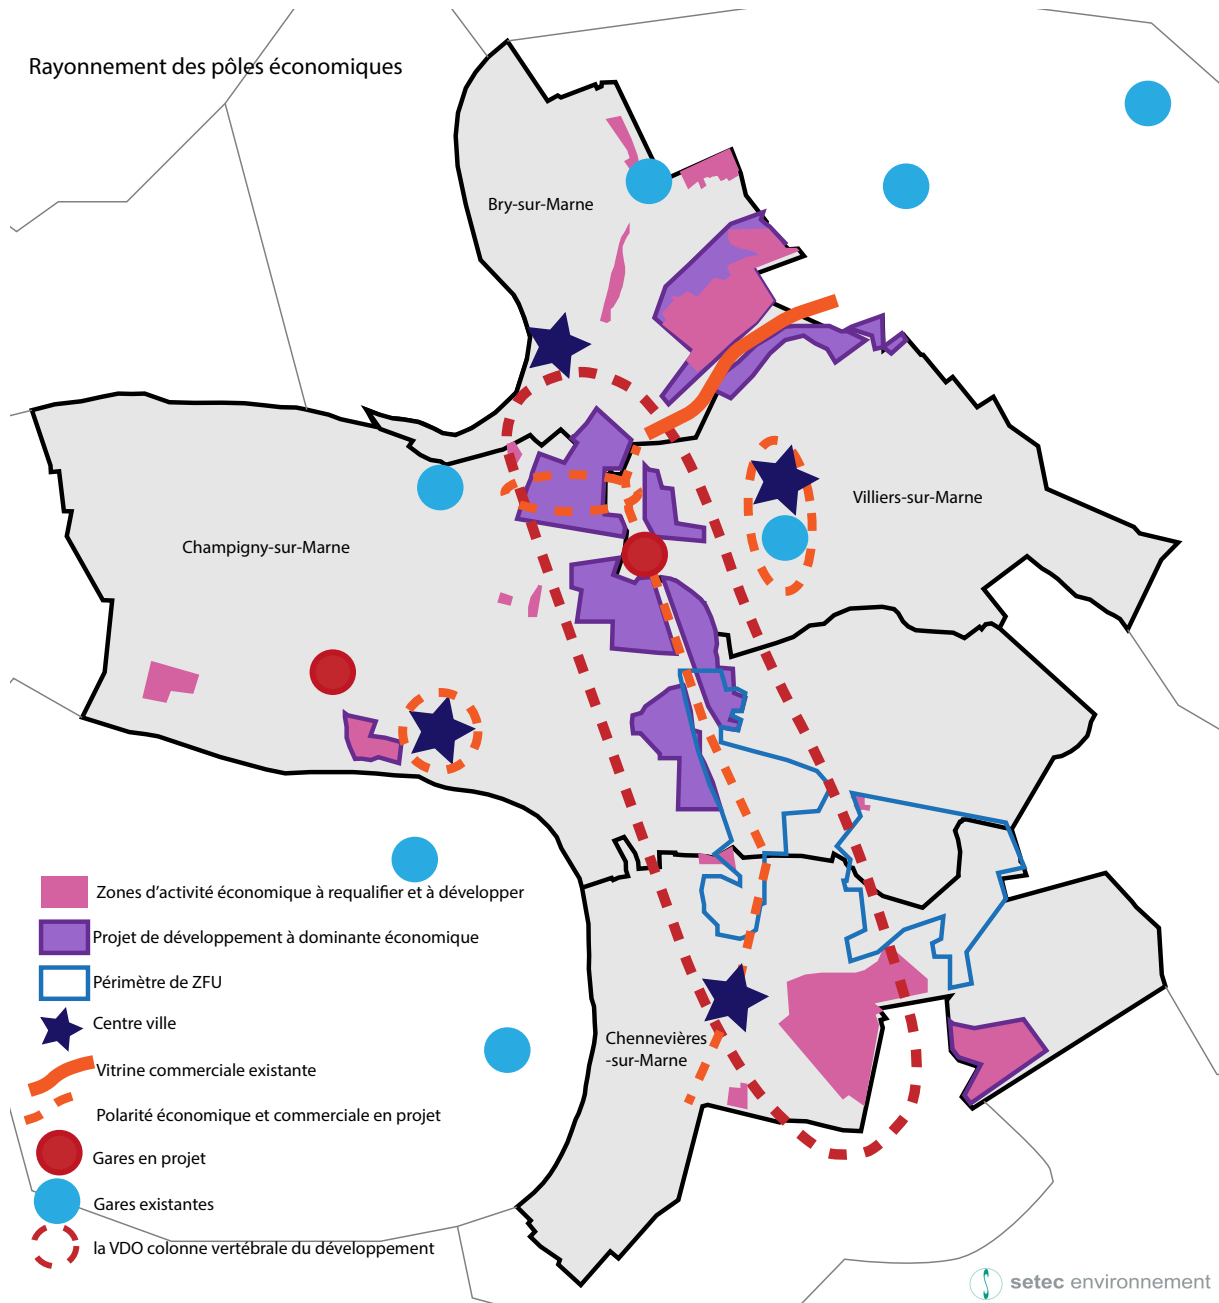 Rayonnement des pôles économiques
Bry-sur-Marne
Villiers-sur-Marne
Champigny-sur-Marne
Chennevières
-sur-Marne
Zones d'activité économique à requalifier et à développer
Projet de développement à dominante économique
Périmètre de ZFU
Centre ville
Vitrine commerciale existante
Polarité économique et commerciale en projet
Gares en projet
Gares existantes
la VDO colonne vertébrale du développement
setec environnement